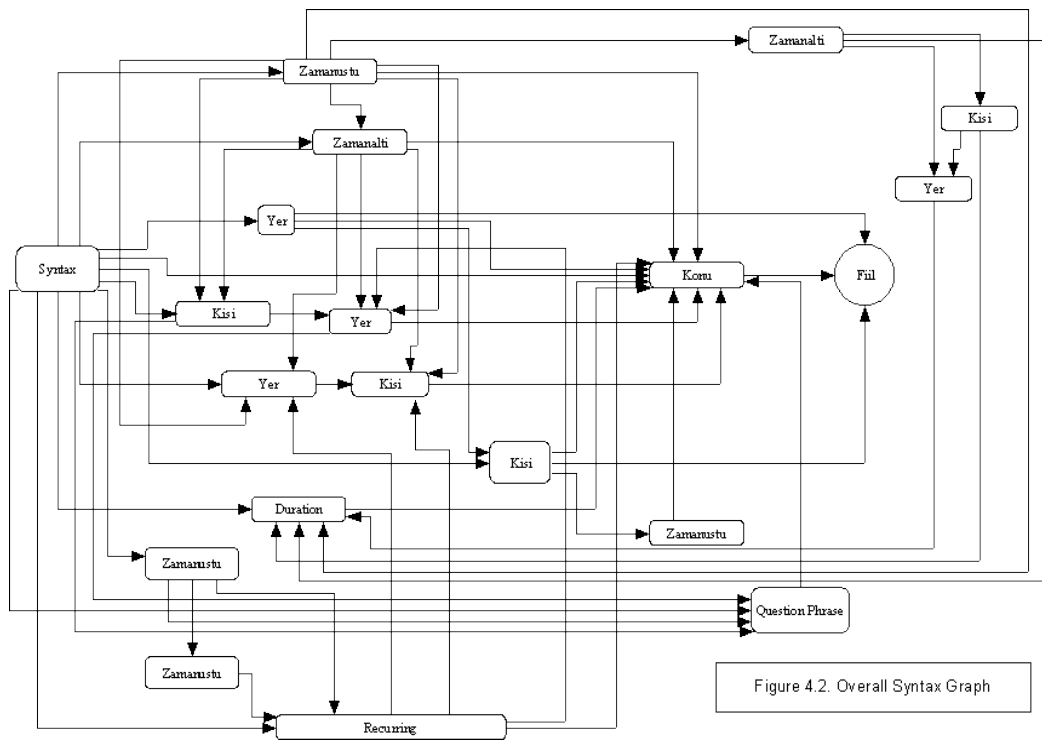 Zamanalti
Zamanustu
Kisi
Zamanalti
Yer
Yer
Syntax
Konu
Fiil
Kisi
Yer
Yer
Kisi
Kisi
Duration
Zamanustu
Zamanustu
Question Phrase
Zamanustu
Figure 4.2. Overall Syntax Graph
Recurring